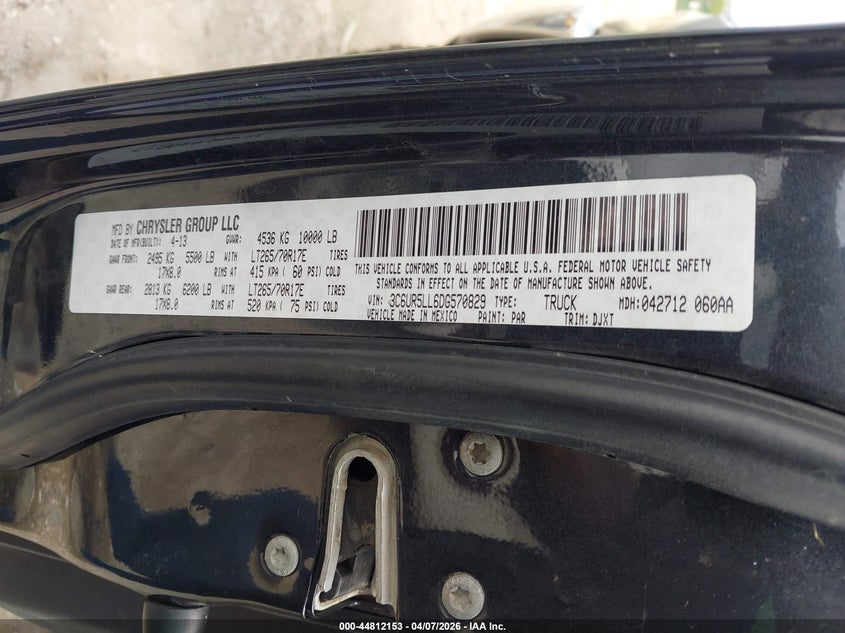 MFD BY CHRYSLER GROUP LLC
DATE OF MFD(BUILT): 4-13 GVWR: 4536 KG 10000 LB
GAWR FRONT: 2495 KG 5500 LB WITH LT265/70R17E TIRES
17X8.0 RIMS AT 415 KPA ( 60 PSI) COLD
GAWR REAR: 2813 KG 6200 LB WITH LT265/70R17E TIRES
17X8.0 RIMS AT 520 KPA ( 75 PSI) COLD
THIS VEHICLE CONFORMS TO ALL APPLICABLE U.S.A. FEDERAL MOTOR VEHICLE SAFETY
STANDARDS IN EFFECT ON THE DATE OF MANUFACTURE SHOWN ABOVE.
VIN: 3C6UR5LL6DG570829 TYPE: TRUCK MDH:042712 060AA
VEHICLE MADE IN MEXICO PAINT: PAR TRIM: DJXT
000-44812153 - 04/07/2026 - IAA Inc.